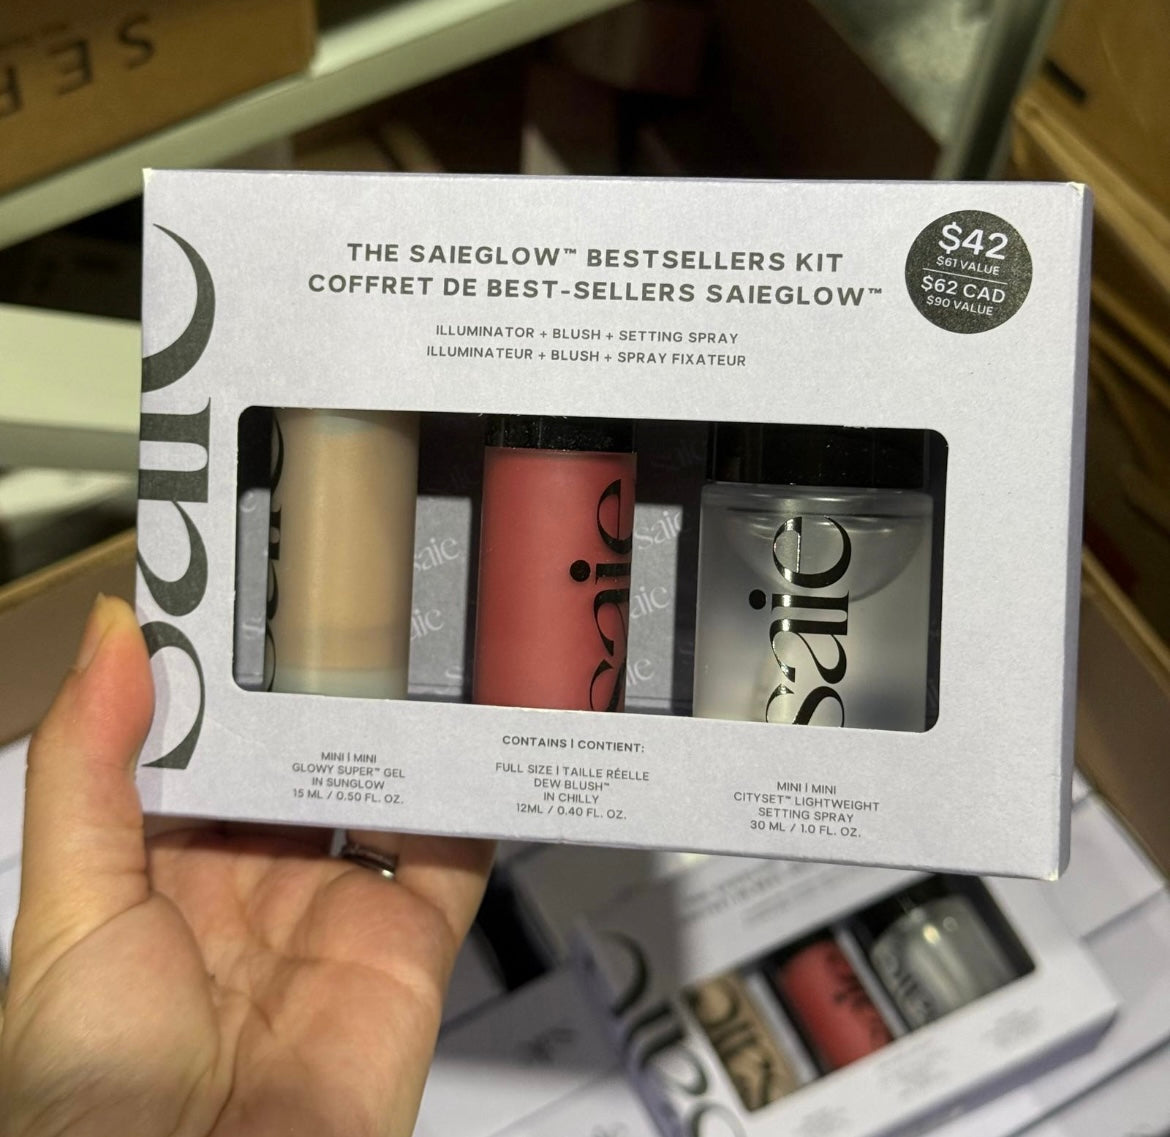 THE SAIEGLOW™ BESTSELLERS KIT
COFFRET DE BEST-SELLERS SAIEGLOW™
ILLUMINATOR + BLUSH + SETTING SPRAY
ILLUMINATEUR + BLUSH + SPRAY FIXATEUR
$42
$61 VALUE
$62 CAD
$90 VALUE
saie
saie
saie
saie
saie
CONTAINS | CONTIENT:
MINI | MINI
GLOWY SUPER™ GEL
IN SUNGLOW
15 ML / 0.50 FL. OZ.
FULL SIZE | TAILLE RÉELLE
DEW BLUSH™
IN CHILLY
12ML / 0.40 FL. OZ.
MINI | MINI
CITYSET™ LIGHTWEIGHT
SETTING SPRAY
30 ML / 1.0 FL. OZ.